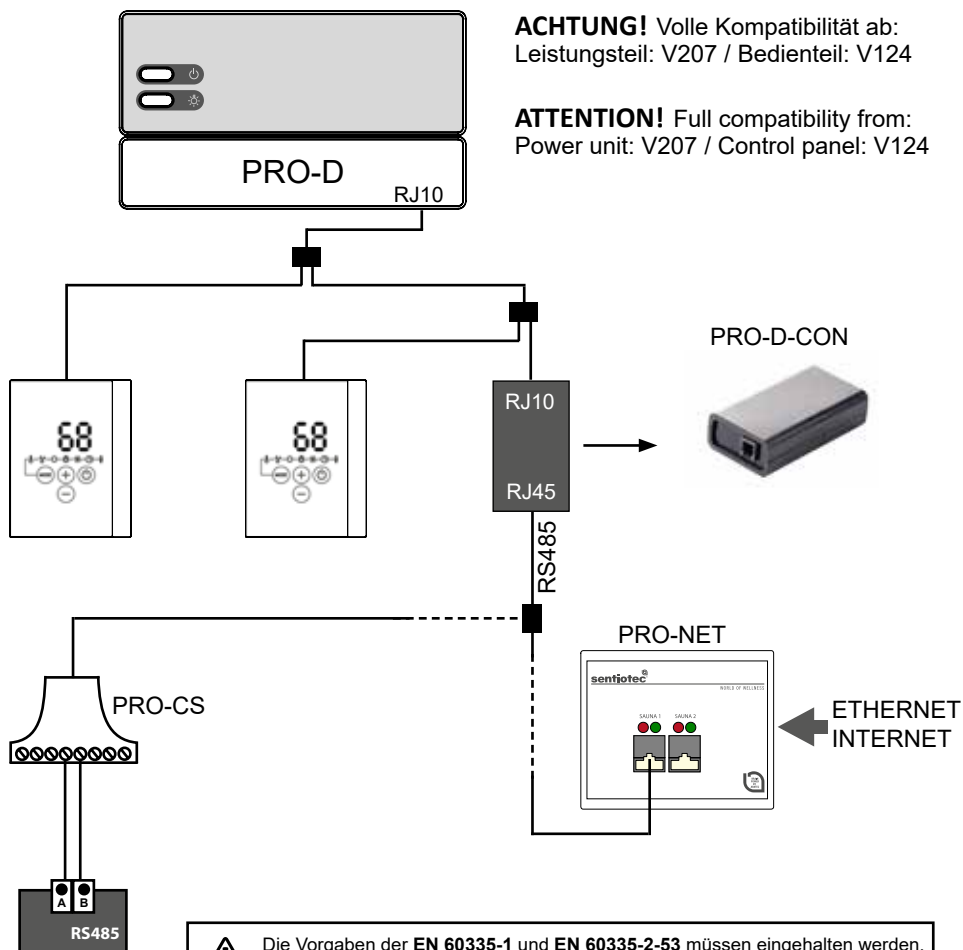 ACHTUNG! Volle Kompatibilität ab:
Leistungsteil: V207 / Bedienteil: V124
ATTENTION! Full compatibility from:
Power unit: V207 / Control panel: V124
PRO-D
RJ10
PRO-D-CON
68
68
RJ10
RJ45
RS485
PRO-NET
sentiotec
WORLD OF WELLNESS
SAUNA 1 SAUNA 2
ETHERNET
INTERNET
PRO-CS
A B
RS485
Die Vorgaben der EN 60335-1 und EN 60335-2-53 müssen eingehalten werden.